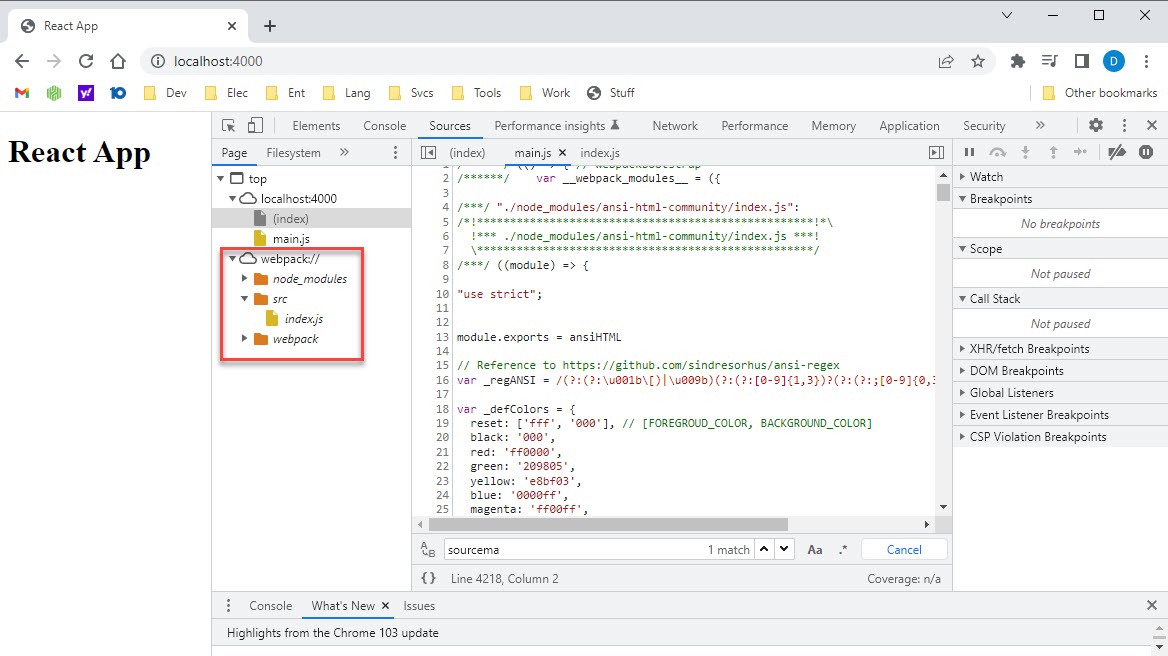 React App
localhost:4000
D
10
Dev
Elec
Ent
Lang
Svcs
Tools
Work
Stuff
Other bookmarks
React App
Elements
Console
Sources
Performance insights
Network
Performance
Memory
Application
Security
Page
Filesystem
(index)
main.js
index.js
top
localhost:4000
(index)
main.js
webpack://
node_modules
src
index.js
webpack
2 /******/    var __webpack_modules__ = ({
3
4 /***/ "./node_modules/ansi-html-community/index.js":
5 /*!***************************************************!*\
6   !*** ./node_modules/ansi-html-community/index.js ***!
7   \***************************************************/
8 /***/ ((module) => {
9
10 "use strict";
11
12
13 module.exports = ansiHTML
14
15 // Reference to https://github.com/sindresorhus/ansi-regex
16 var _regANSI = /(?:(?:\u001b\[)|\u009b)(?:(?:[0-9]{1,3})?(?:(?:;[0-9]{0,3
17
18 var _defColors = {
19   reset: ['fff', '000'], // [FOREGROUD_COLOR, BACKGROUND_COLOR]
20   black: '000',
21   red: 'ff0000',
22   green: '209805',
23   yellow: 'e8bf03',
24   blue: '0000ff',
25   magenta: 'ff00ff',
sourcema
1 match
Aa
.*
Cancel
{} Line 4218, Column 2
Coverage: n/a
Watch
Breakpoints
No breakpoints
Scope
Not paused
Call Stack
Not paused
XHR/fetch Breakpoints
DOM Breakpoints
Global Listeners
Event Listener Breakpoints
CSP Violation Breakpoints
Console
What's New
Issues
Highlights from the Chrome 103 update